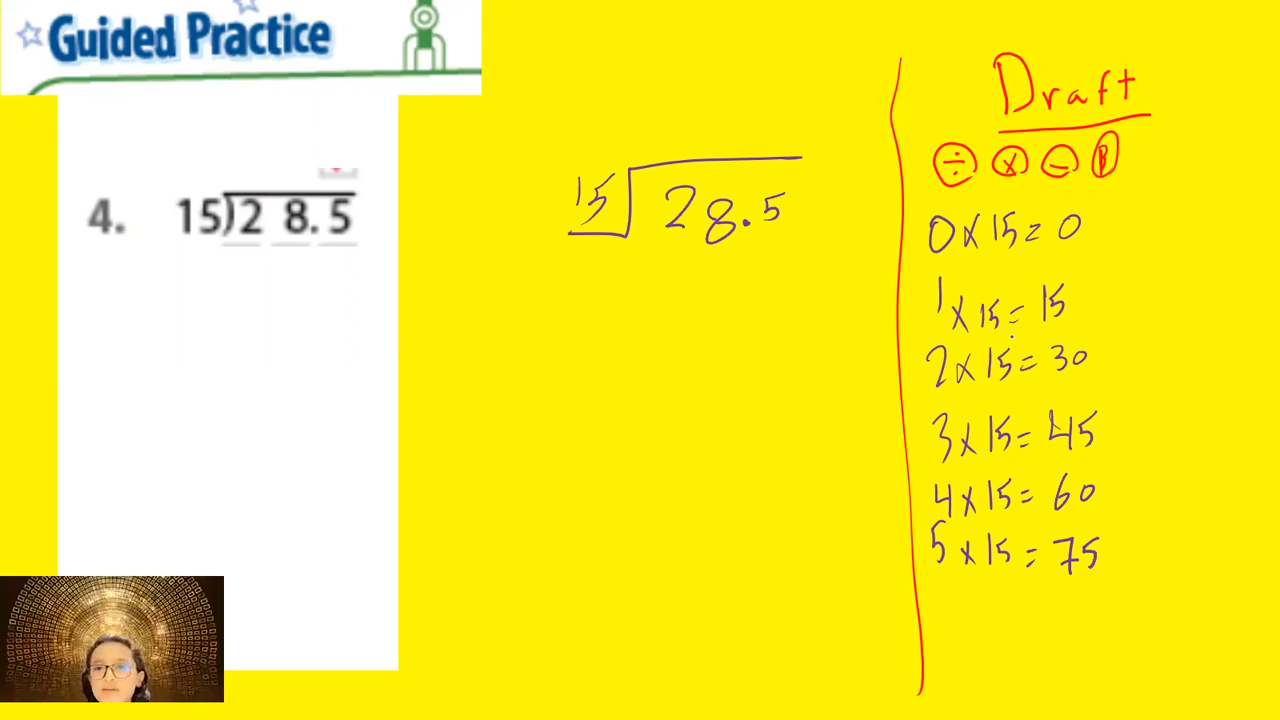 Guided Practice
4. 15)2 8.5
15 28.5
Draft
÷ × − B
0 × 15 = 0
1 × 15 = 15
2 × 15 = 30
3 × 15 = 45
4 × 15 = 60
5 × 15 = 75